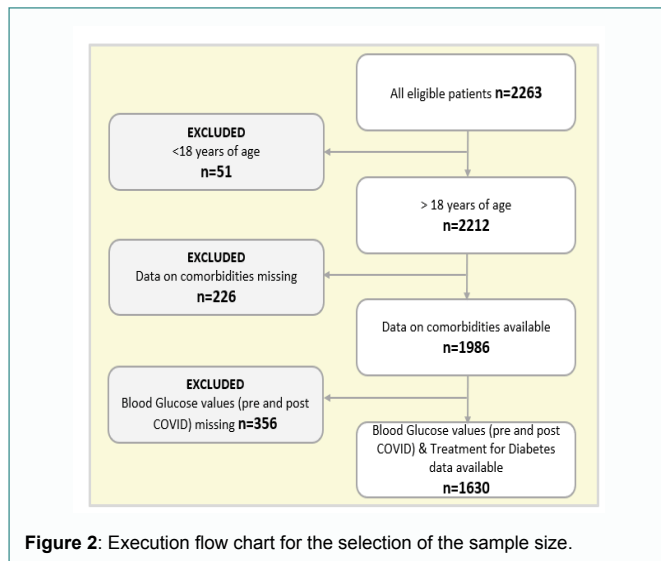 All eligible patients n=2263
EXCLUDED
<18 years of age
n=51
> 18 years of age
n=2212
EXCLUDED
Data on comorbidities missing
n=226
Data on comorbidities available
n=1986
EXCLUDED
Blood Glucose values (pre and post
COVID) missing n=356
Blood Glucose values (pre and post
COVID) & Treatment for Diabetes
data available
n=1630
Figure 2: Execution flow chart for the selection of the sample size.